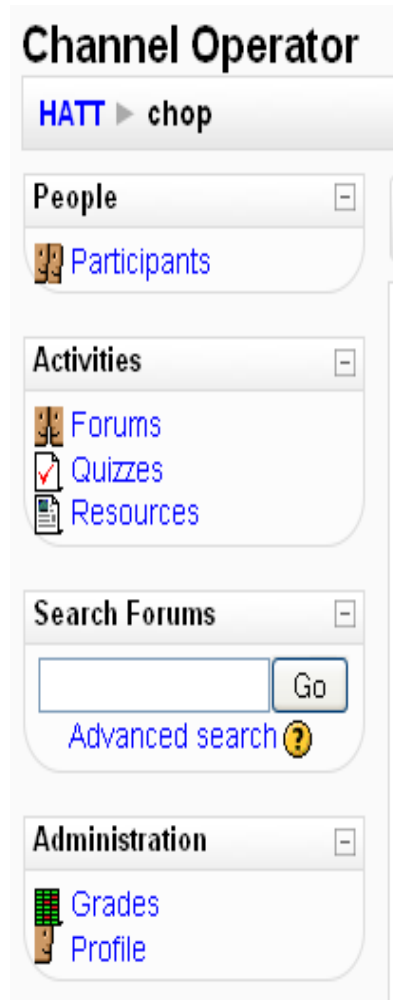 Channel Operator
HATT ► chop
People
Participants
Activities
Forums
Quizzes
Resources
Search Forums
Go
Advanced search ?
Administration
Grades
Profile